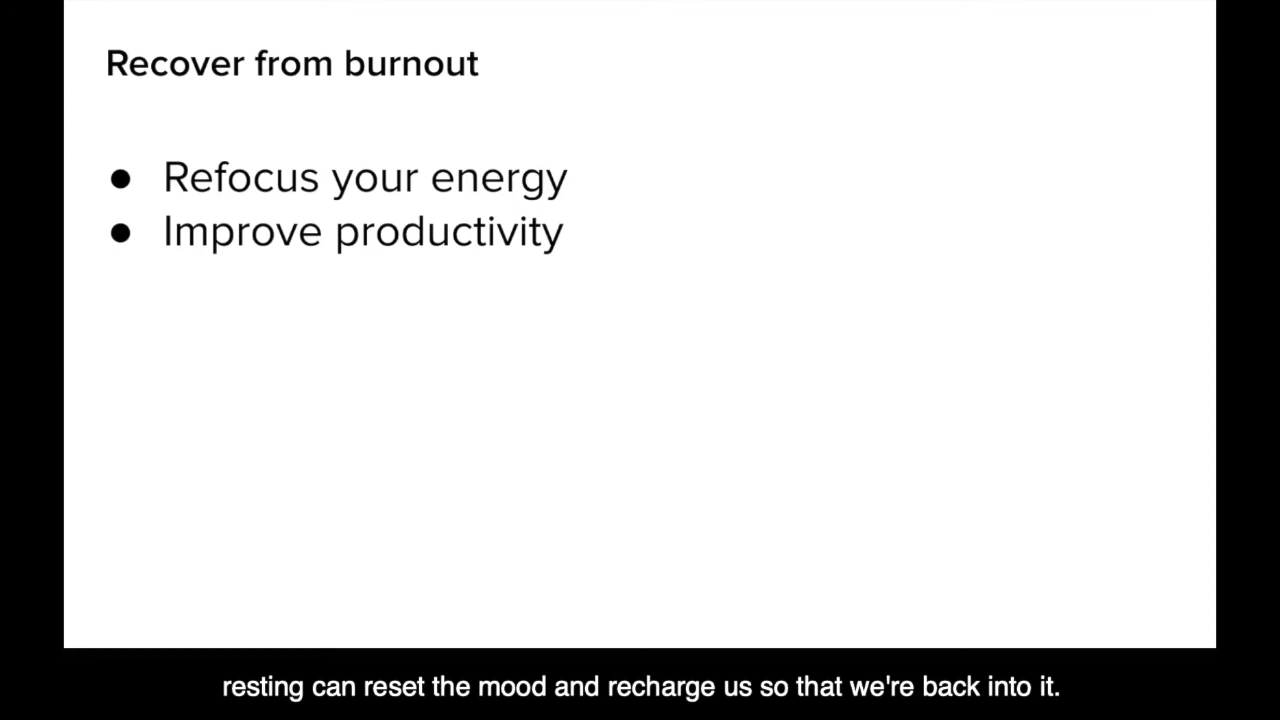 Recover from burnout
● Refocus your energy
● Improve productivity
resting can reset the mood and recharge us so that we're back into it.